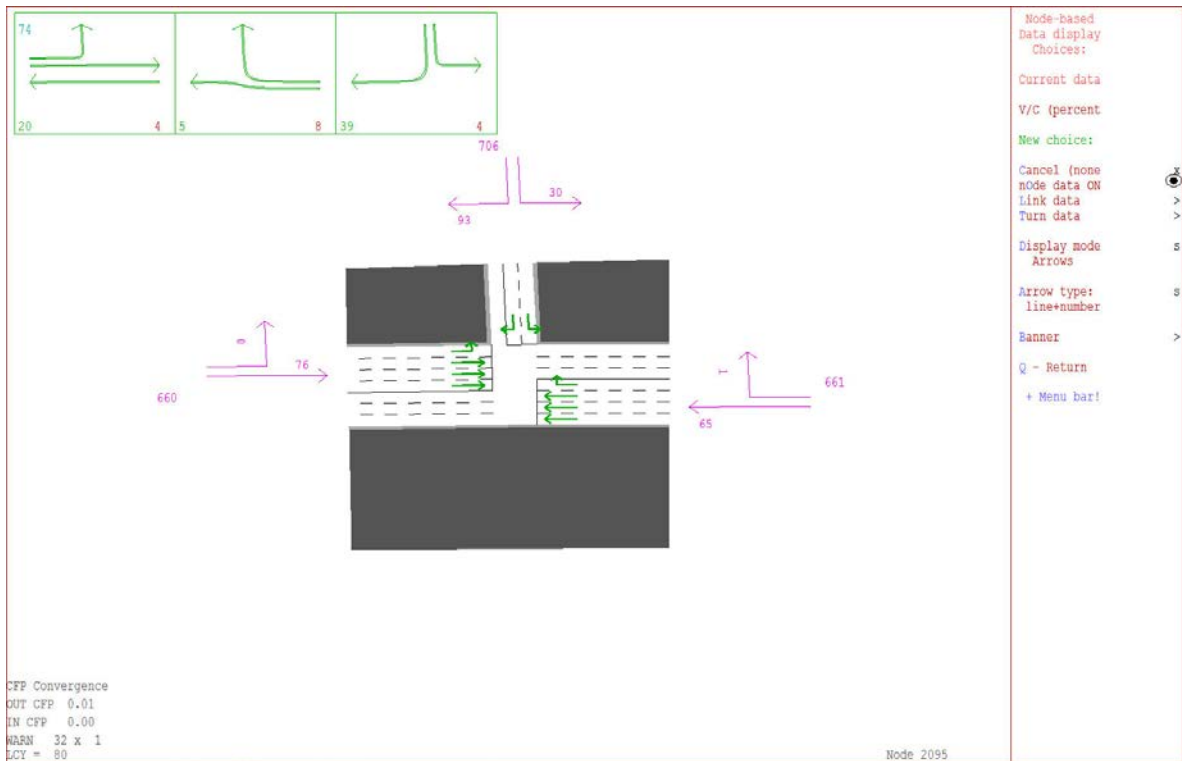 74
20 4
5 8
39 4
706
30
93
0
76
660
1
661
65
Node-based
Data display
Choices:
Current data
V/C (percent
New choice:
Cancel (none x
nOde data ON
Link data >
Turn data >
Display mode s
Arrows
Arrow type: s
line+number
Banner >
Q - Return
+ Menu bar!
CFP Convergence
OUT CFP 0.01
IN CFP 0.00
WARN 32 x 1
LCY = 80
Node 2095